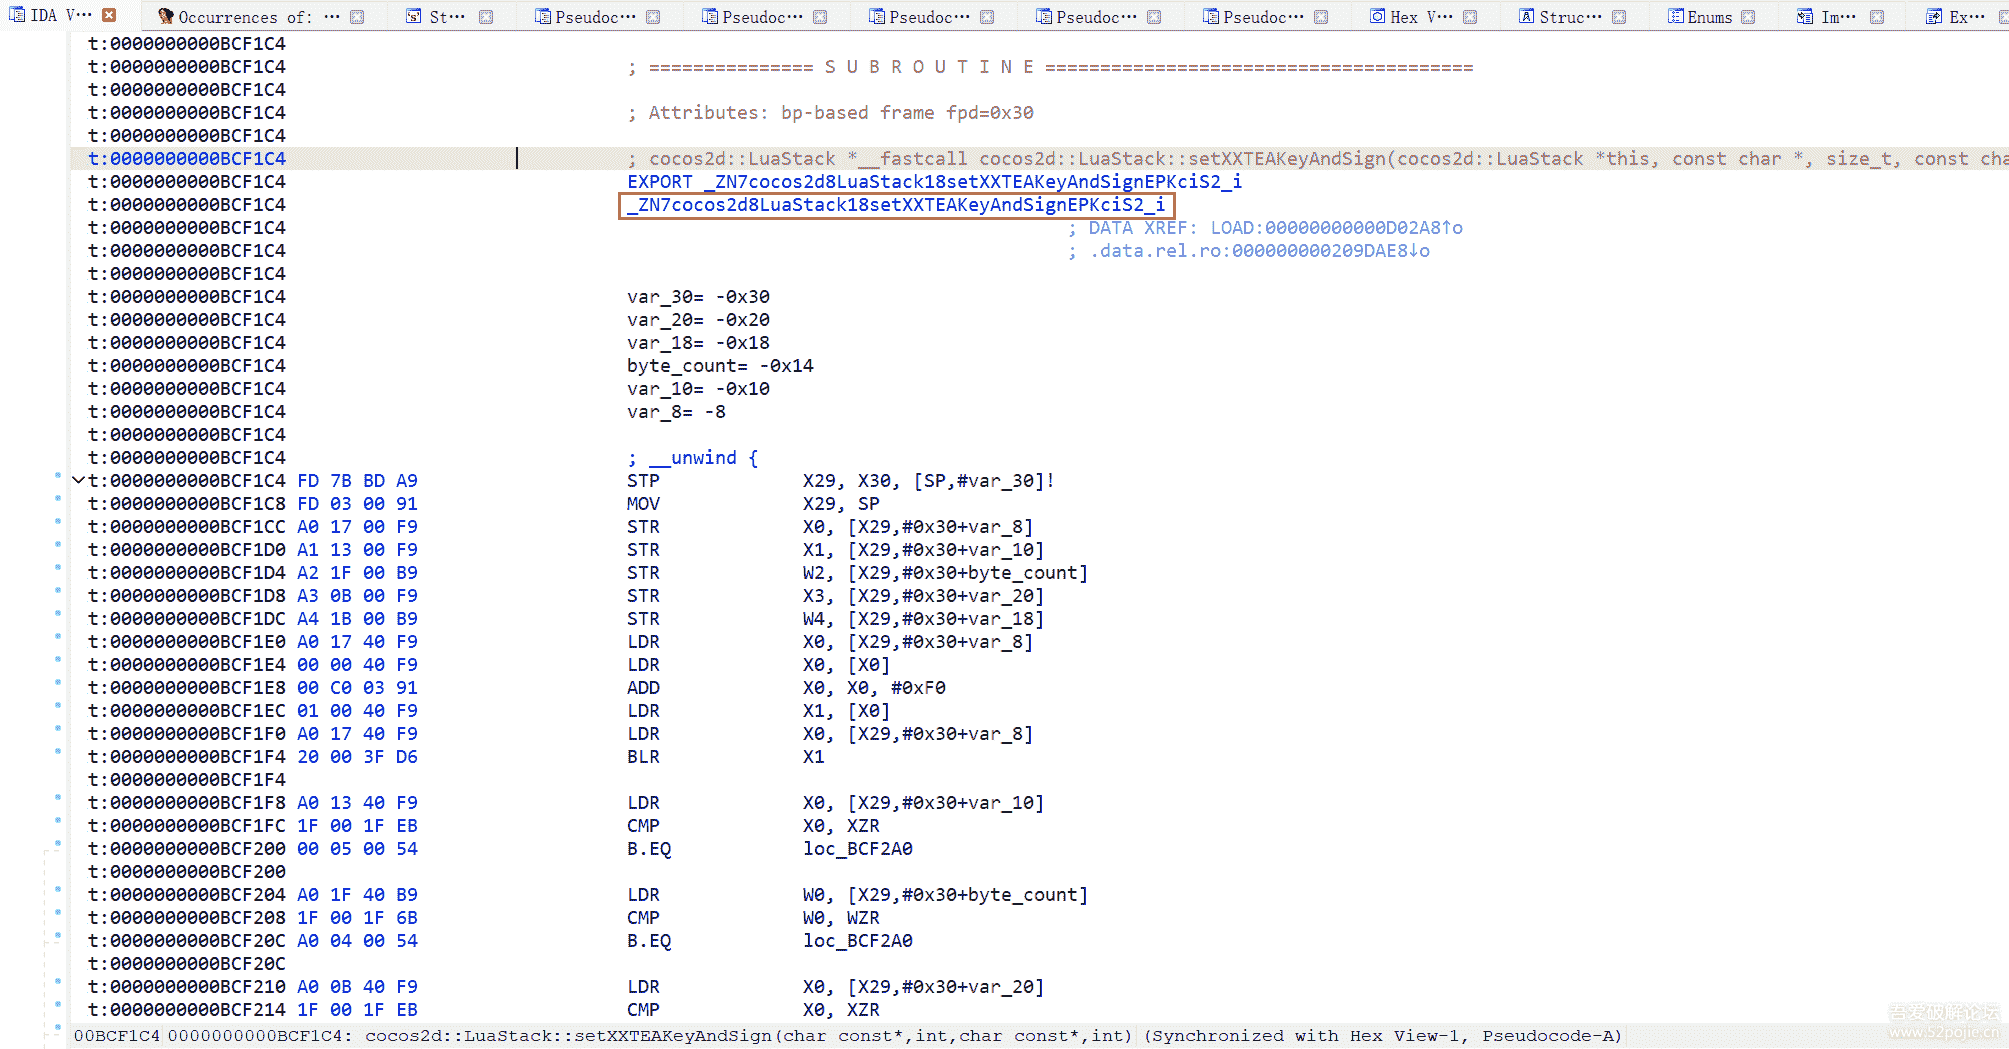 IDA V··· Occurrences of: ··· St··· Pseudoc··· Pseudoc··· Pseudoc··· Pseudoc··· Pseudoc··· Hex V··· Struc··· Enums Im··· Ex···
t:0000000000BCF1C4
t:0000000000BCF1C4 ; =============== S U B R O U T I N E =======================================
t:0000000000BCF1C4
t:0000000000BCF1C4 ; Attributes: bp-based frame fpd=0x30
t:0000000000BCF1C4
t:0000000000BCF1C4 ; cocos2d::LuaStack *__fastcall cocos2d::LuaStack::setXXTEAKeyAndSign(cocos2d::LuaStack *this, const char *, size_t, const cha
t:0000000000BCF1C4 EXPORT _ZN7cocos2d8LuaStack18setXXTEAKeyAndSignEPKciS2_i
t:0000000000BCF1C4 _ZN7cocos2d8LuaStack18setXXTEAKeyAndSignEPKciS2_i
t:0000000000BCF1C4 ; DATA XREF: LOAD:00000000000D02A8↑o
t:0000000000BCF1C4 ; .data.rel.ro:000000000209DAE8↓o
t:0000000000BCF1C4
t:0000000000BCF1C4 var_30= -0x30
t:0000000000BCF1C4 var_20= -0x20
t:0000000000BCF1C4 var_18= -0x18
t:0000000000BCF1C4 byte_count= -0x14
t:0000000000BCF1C4 var_10= -0x10
t:0000000000BCF1C4 var_8= -8
t:0000000000BCF1C4
t:0000000000BCF1C4 ; __unwind {
t:0000000000BCF1C4 FD 7B BD A9 STP X29, X30, [SP,#var_30]!
t:0000000000BCF1C8 FD 03 00 91 MOV X29, SP
t:0000000000BCF1CC A0 17 00 F9 STR X0, [X29,#0x30+var_8]
t:0000000000BCF1D0 A1 13 00 F9 STR X1, [X29,#0x30+var_10]
t:0000000000BCF1D4 A2 1F 00 B9 STR W2, [X29,#0x30+byte_count]
t:0000000000BCF1D8 A3 0B 00 F9 STR X3, [X29,#0x30+var_20]
t:0000000000BCF1DC A4 1B 00 B9 STR W4, [X29,#0x30+var_18]
t:0000000000BCF1E0 A0 17 40 F9 LDR X0, [X29,#0x30+var_8]
t:0000000000BCF1E4 00 00 40 F9 LDR X0, [X0]
t:0000000000BCF1E8 00 C0 03 91 ADD X0, X0, #0xF0
t:0000000000BCF1EC 01 00 40 F9 LDR X1, [X0]
t:0000000000BCF1F0 A0 17 40 F9 LDR X0, [X29,#0x30+var_8]
t:0000000000BCF1F4 20 00 3F D6 BLR X1
t:0000000000BCF1F4
t:0000000000BCF1F8 A0 13 40 F9 LDR X0, [X29,#0x30+var_10]
t:0000000000BCF1FC 1F 00 1F EB CMP X0, XZR
t:0000000000BCF200 00 05 00 54 B.EQ loc_BCF2A0
t:0000000000BCF200
t:0000000000BCF204 A0 1F 40 B9 LDR W0, [X29,#0x30+byte_count]
t:0000000000BCF208 1F 00 1F 6B CMP W0, WZR
t:0000000000BCF20C A0 04 00 54 B.EQ loc_BCF2A0
t:0000000000BCF20C
t:0000000000BCF210 A0 0B 40 F9 LDR X0, [X29,#0x30+var_20]
t:0000000000BCF214 1F 00 1F EB CMP X0, XZR
吾爱破解论坛
www.52pojie.cn
00BCF1C4 0000000000BCF1C4: cocos2d::LuaStack::setXXTEAKeyAndSign(char const*,int,char const*,int) (Synchronized with Hex View-1, Pseudocode-A)